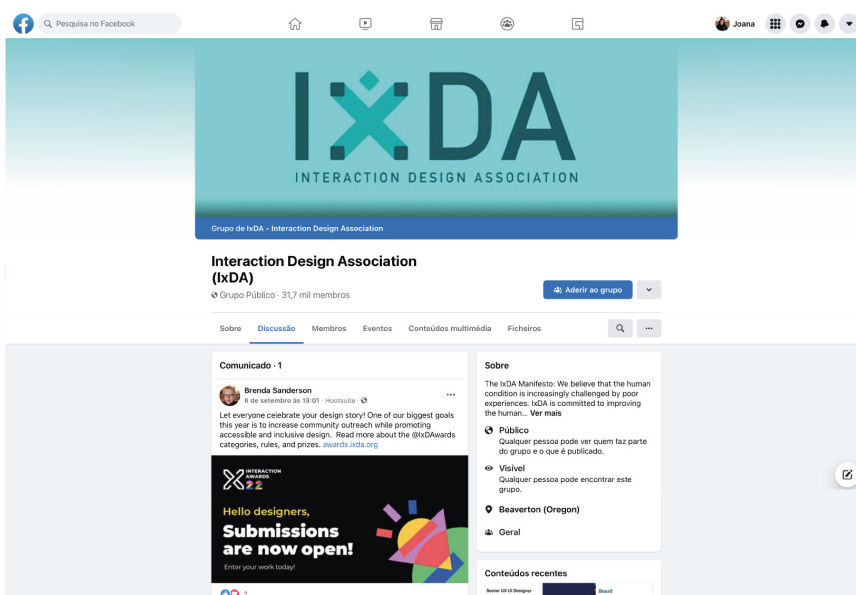 Pesquisa no Facebook
Joana
IXDA
INTERACTION DESIGN ASSOCIATION
Grupo de IxDA - Interaction Design Association
Interaction Design Association
(IxDA)
Grupo Público · 31,7 mil membros
Aderir ao grupo
Sobre
Discussão
Membros
Eventos
Conteúdos multimédia
Ficheiros
Comunicado · 1
Brenda Sanderson
6 de setembro às 19:01 · Hootsuite ·
Let everyone celebrate your design story! One of our biggest goals
this year is to increase community outreach while promoting
accessible and inclusive design. Read more about the @IxDAwards
categories, rules, and prizes. awards.ixda.org
INTERACTION
AWARDS
22
Hello designers,
Submissions
are now open!
Enter your work today!
2
Sobre
The IxDA Manifesto: We believe that the human
condition is increasingly challenged by poor
experiences. IxDA is committed to improving
the human... Ver mais
Público
Qualquer pessoa pode ver quem faz parte
do grupo e o que é publicado.
Visível
Qualquer pessoa pode encontrar este
grupo.
Beaverton (Oregon)
Geral
Conteúdos recentes
Senior UX UI Designer
Board